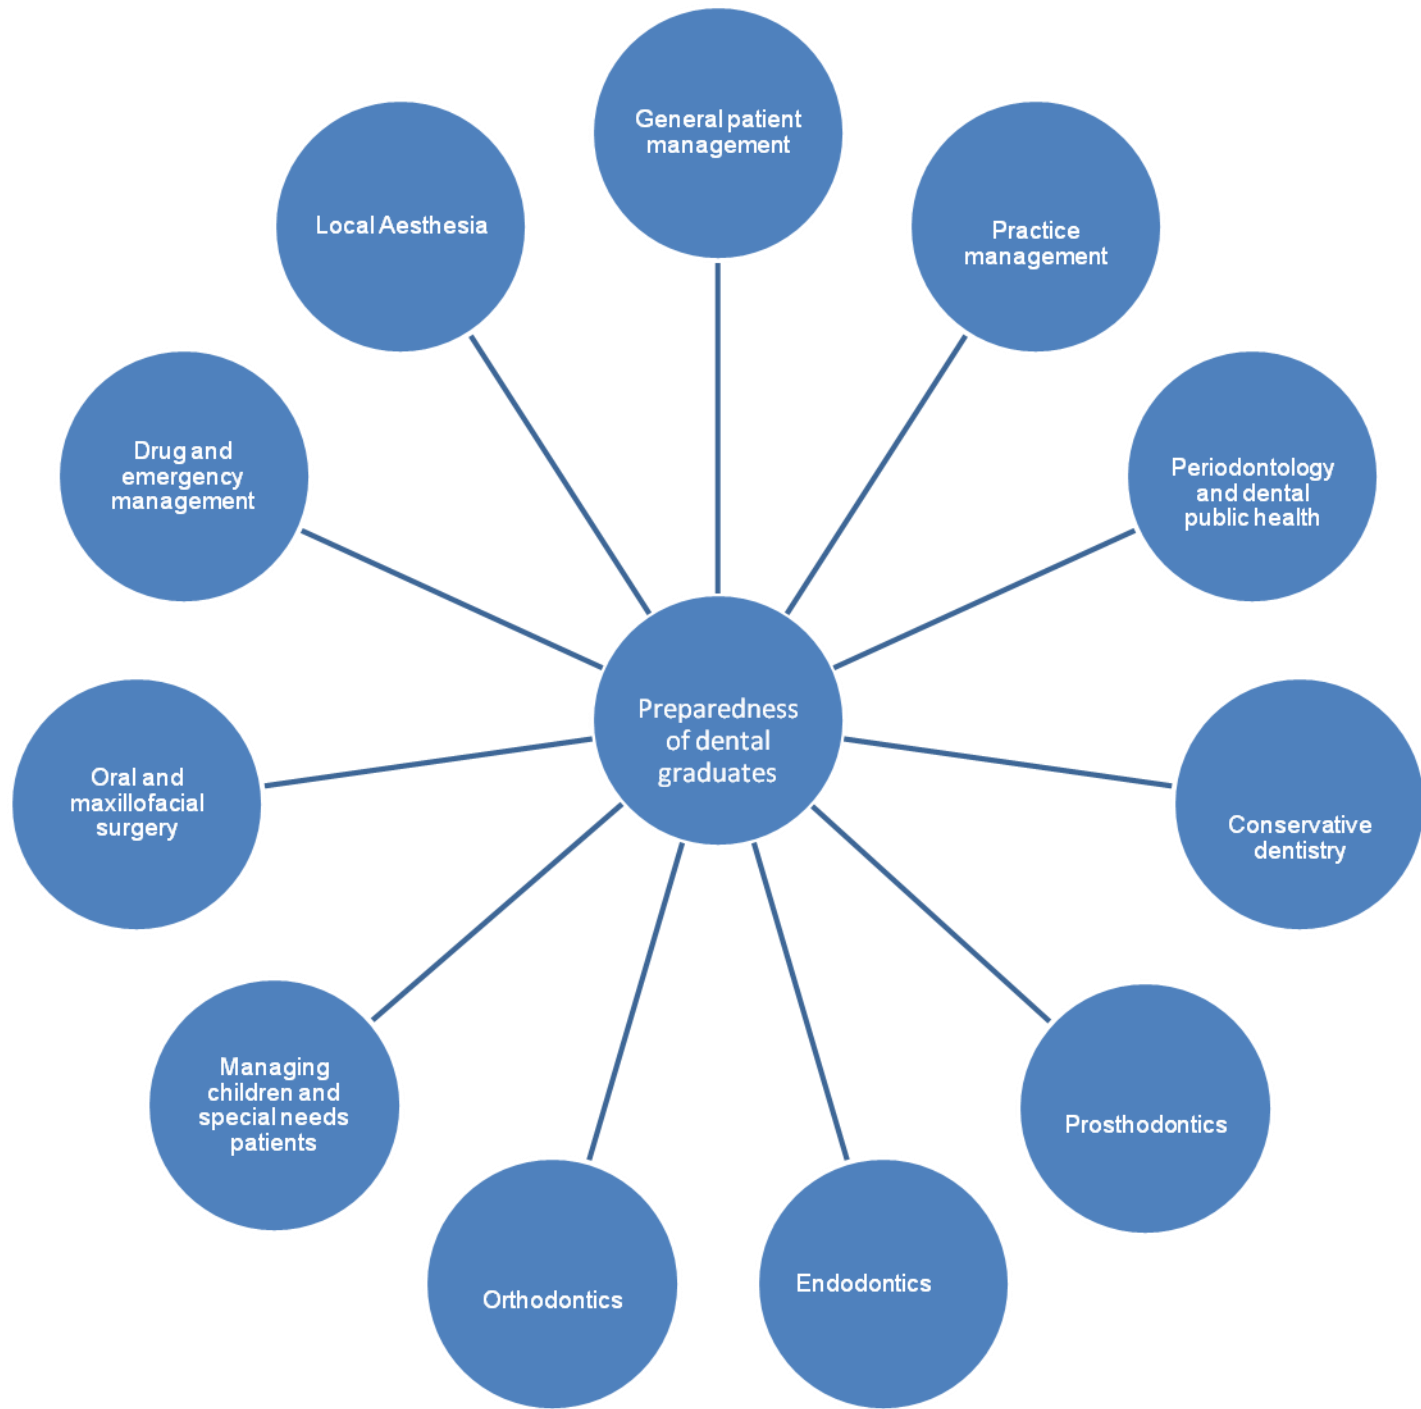 General patient
management
Practice
management
Periodontology
and dental
public health
Conservative
dentistry
Prosthodontics
Endodontics
Orthodontics
Managing
children and
special needs
patients
Oral and
maxillofacial
surgery
Drug and
emergency
management
Local Aesthesia
Preparedness
of dental
graduates